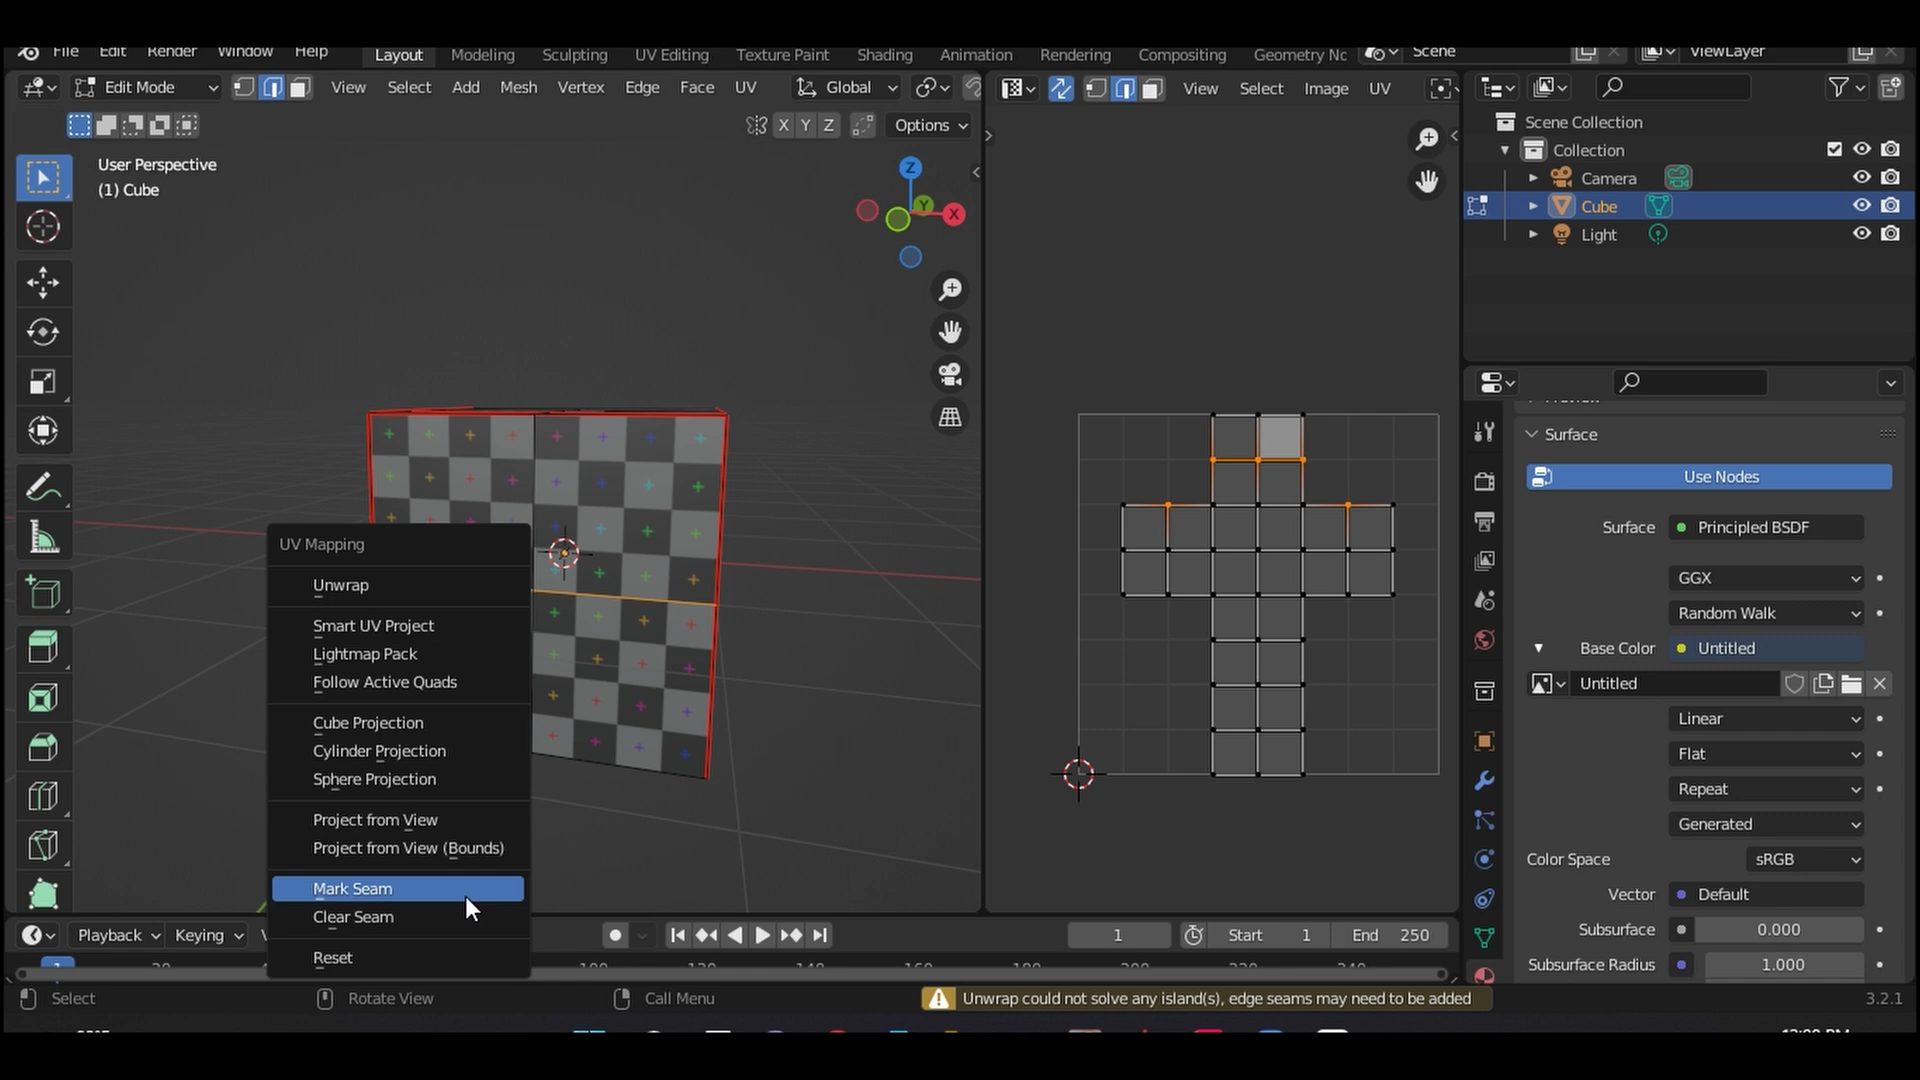 File Edit Render Window Help Layout Modeling Sculpting UV Editing Texture Paint Shading Animation Rendering Compositing Geometry Nc Scene ViewLayer
Edit Mode View Select Add Mesh Vertex Edge Face UV Global View Select Image UV
X Y Z Options
User Perspective
(1) Cube
Z
Y
X
UV Mapping
Unwrap
Smart UV Project
Lightmap Pack
Follow Active Quads
Cube Projection
Cylinder Projection
Sphere Projection
Project from View
Project from View (Bounds)
Mark Seam
Clear Seam
Reset
Scene Collection
Collection
Camera
Cube
Light
Surface
Use Nodes
Surface Principled BSDF
GGX
Random Walk
Base Color Untitled
Untitled
Linear
Flat
Repeat
Generated
Color Space sRGB
Vector Default
Subsurface 0.000
Subsurface Radius 1.000
Playback Keying 1 Start 1 End 250
Select Rotate View Call Menu Unwrap could not solve any island(s), edge seams may need to be added 3.2.1